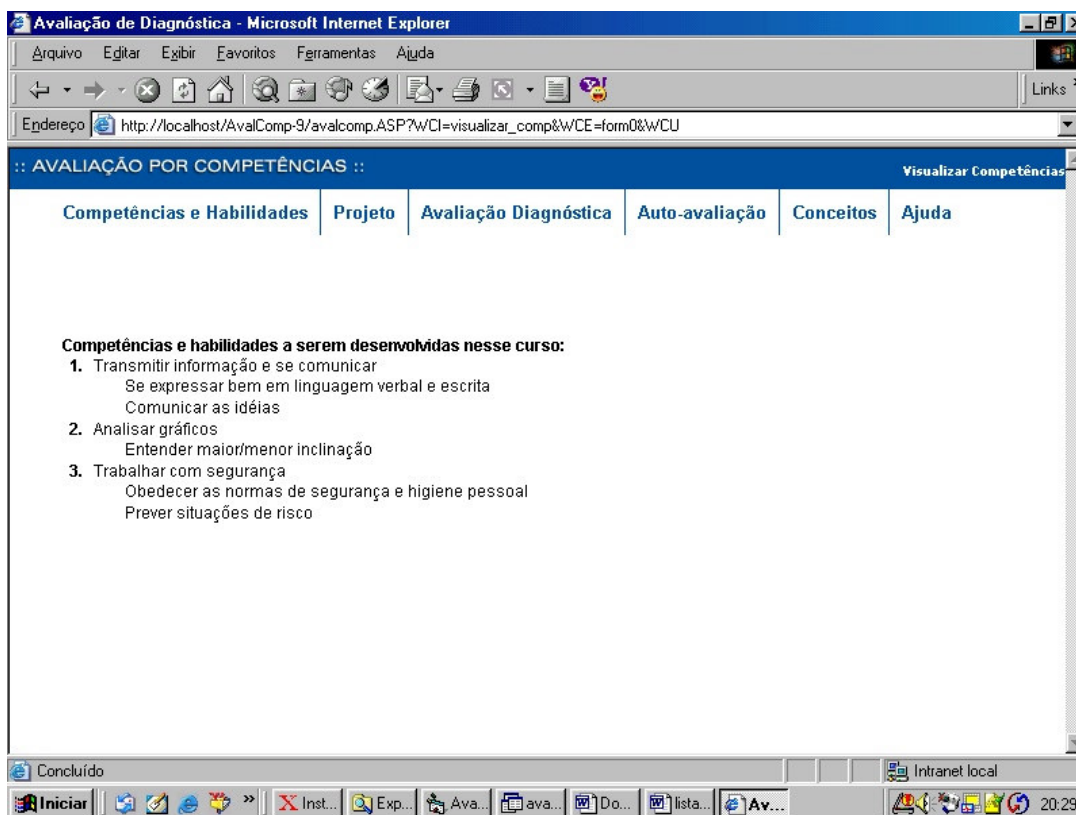 Avaliação de Diagnóstica - Microsoft Internet Explorer
Arquivo Editar Exibir Favoritos Ferramentas Ajuda
Links
Endereço http://localhost/AvalComp-9/avalcomp.ASP?WCI=visualizar_comp&WCE=form0&WCU
:: AVALIAÇÃO POR COMPETÊNCIAS :: Visualizar Competências
Competências e Habilidades Projeto Avaliação Diagnóstica Auto-avaliação Conceitos Ajuda
Competências e habilidades a serem desenvolvidas nesse curso:
1. Transmitir informação e se comunicar
Se expressar bem em linguagem verbal e escrita
Comunicar as idéias
2. Analisar gráficos
Entender maior/menor inclinação
3. Trabalhar com segurança
Obedecer as normas de segurança e higiene pessoal
Prever situações de risco
Concluído Intranet local
Iniciar » Inst... Exp... Ava... ava... Do... lista... Av... 20:29